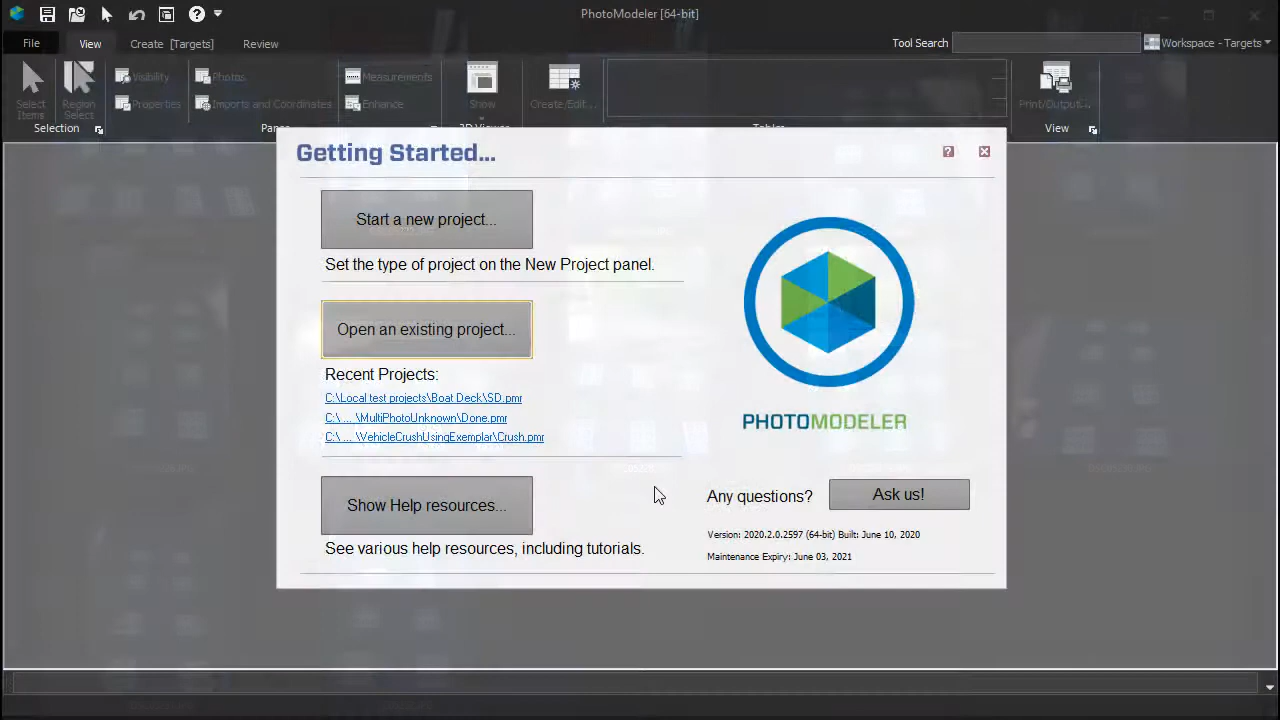 PhotoModeler [64-bit]
File
View
Create [Targets]
Review
Tool Search
Workspace - Targets
Select Items
Region Select
Visibility
Properties
Photos
Imports and Coordinates
Measurements
Enhance
Show
Create/Edit...
Print/Output...
Selection
View
Getting Started...
Start a new project...
Set the type of project on the New Project panel.
Open an existing project...
Recent Projects:
C:\Local test projects\Boat Deck\SD.pmr
C:\ ... \MultiPhotoUnknown\Done.pmr
C:\ ... \VehicleCrushUsingExemplar\Crush.pmr
PHOTOMODELER
Show Help resources...
See various help resources, including tutorials.
Any questions?
Ask us!
Version: 2020.2.0.2597 (64-bit) Built: June 10, 2020
Maintenance Expiry: June 03, 2021